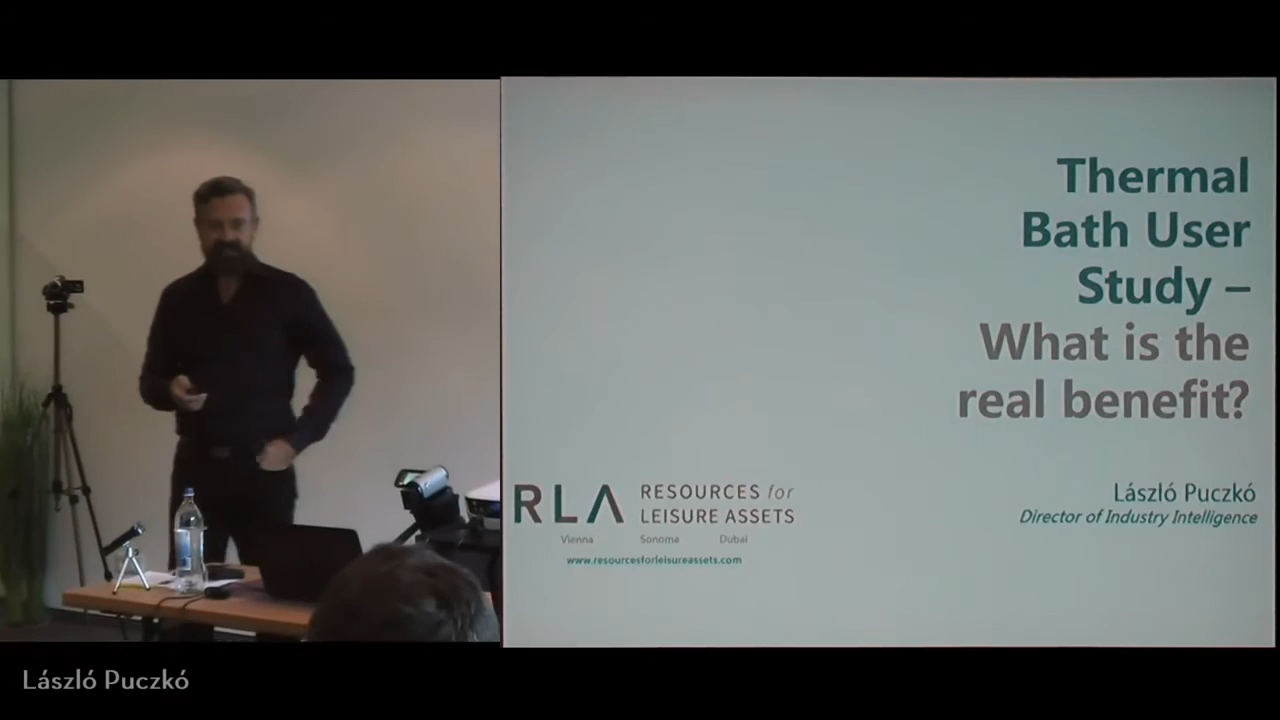 Thermal
Bath User
Study –
What is the
real benefit?
László Puczkó
Director of Industry Intelligence
RLA
RESOURCES for
LEISURE ASSETS
Vienna Sonoma Dubai
www.resourcesforleisureassets.com
László Puczkó